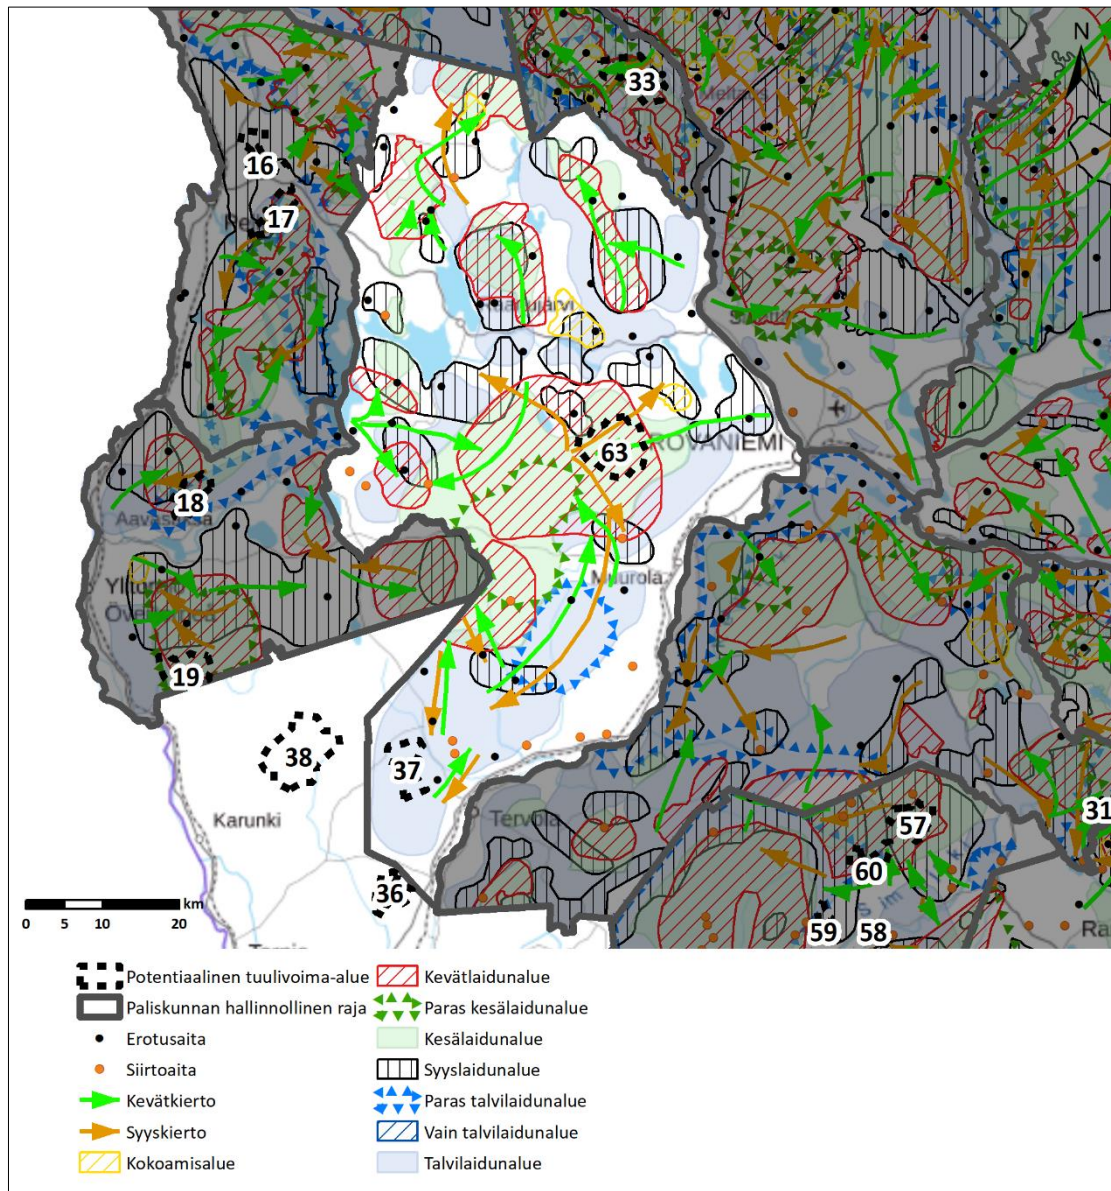 N
33
16
17
ROVANIEMI
63
18
Aavasaksa
Muurola
19
38
37
Karunki
Tervola
31
57
60
36
59
58
km
0 5 10 20
Potentiaalinen tuulivoima-alue
Paliskunnan hallinnollinen raja
Erotusaita
Siirtoaita
Kevätkierto
Syyskierto
Kokoamisalue
Kevätlaidunalue
Paras kesälaidunalue
Kesälaidunalue
Syyslaidunalue
Paras talvilaidunalue
Vain talvilaidunalue
Talvilaidunalue